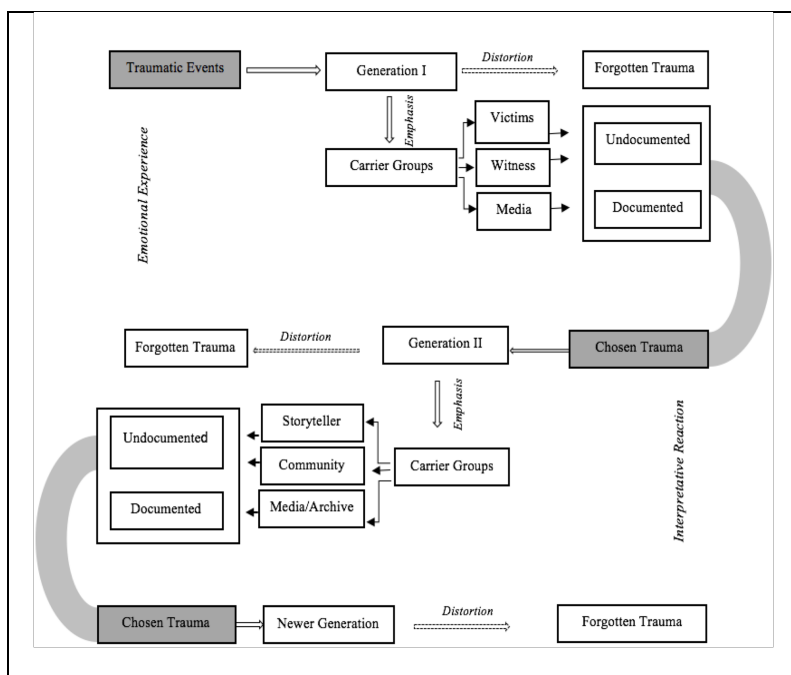 Traumatic Events
Generation I
Distortion
Forgotten Trauma
Emphasis
Emotional Experience
Carrier Groups
Victims
Witness
Media
Undocumented
Documented
Forgotten Trauma
Distortion
Generation II
Chosen Trauma
Emphasis
Interpretative Reaction
Carrier Groups
Storyteller
Community
Media/Archive
Undocumented
Documented
Chosen Trauma
Newer Generation
Distortion
Forgotten Trauma